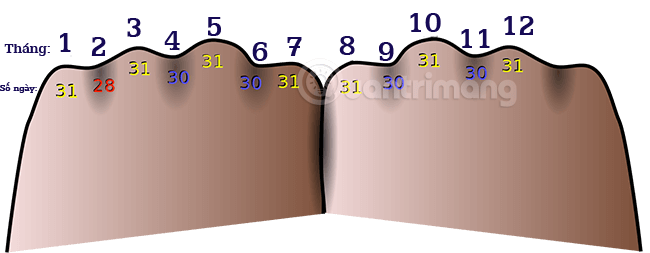 Tháng: 1 2 3 4 5 6 7 8 9 10 11 12
Số ngày: 31 28 31 30 31 30 31 31 30 31 30 31
quantrimang